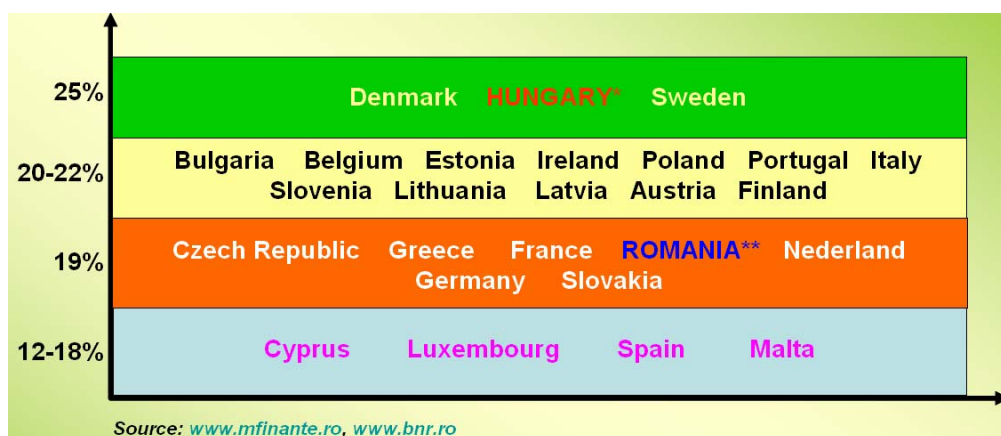 25%
Denmark HUNGARY* Sweden
20-22%
Bulgaria Belgium Estonia Ireland Poland Portugal Italy
Slovenia Lithuania Latvia Austria Finland
19%
Czech Republic Greece France ROMANIA** Nederland
Germany Slovakia
12-18%
Cyprus Luxembourg Spain Malta
Source: www.mfinante.ro, www.bnr.ro